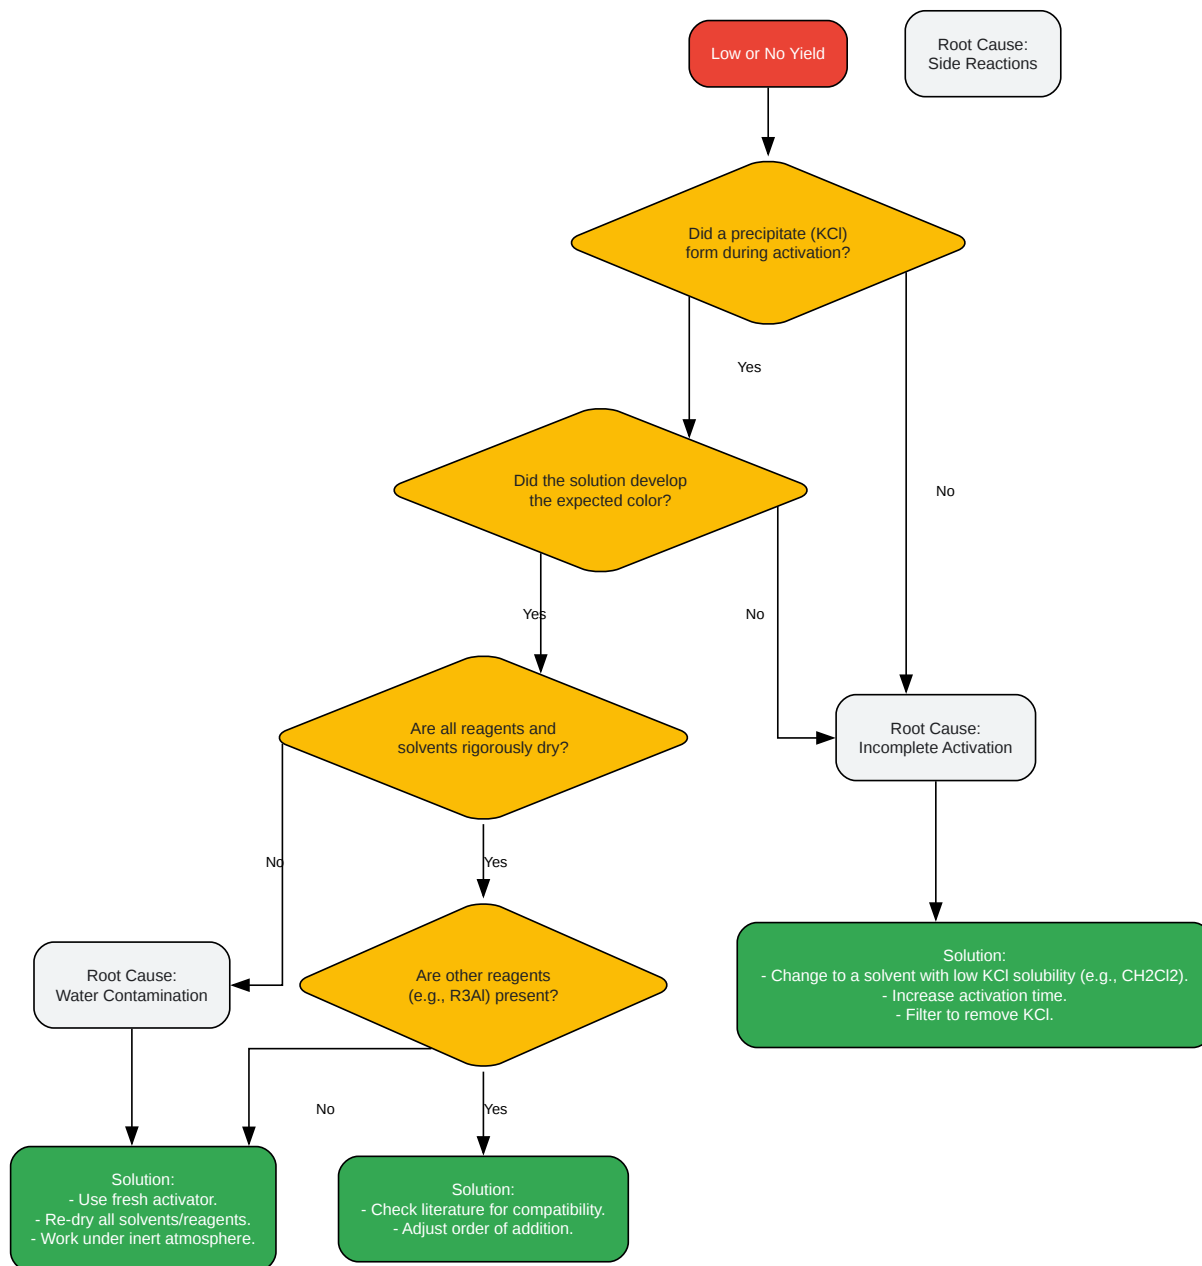 Low or No Yield
Root Cause:
Side Reactions
Did a precipitate (KCl)
form during activation?
Yes
Did the solution develop
the expected color?
No
Yes
No
Are all reagents and
solvents rigorously dry?
Root Cause:
Incomplete Activation
No
Yes
Root Cause:
Water Contamination
Are other reagents
(e.g., R3Al) present?
Solution:
- Change to a solvent with low KCl solubility (e.g., CH2Cl2).
- Increase activation time.
- Filter to remove KCl.
No
Yes
Solution:
- Use fresh activator.
- Re-dry all solvents/reagents.
- Work under inert atmosphere.
Solution:
- Check literature for compatibility.
- Adjust order of addition.